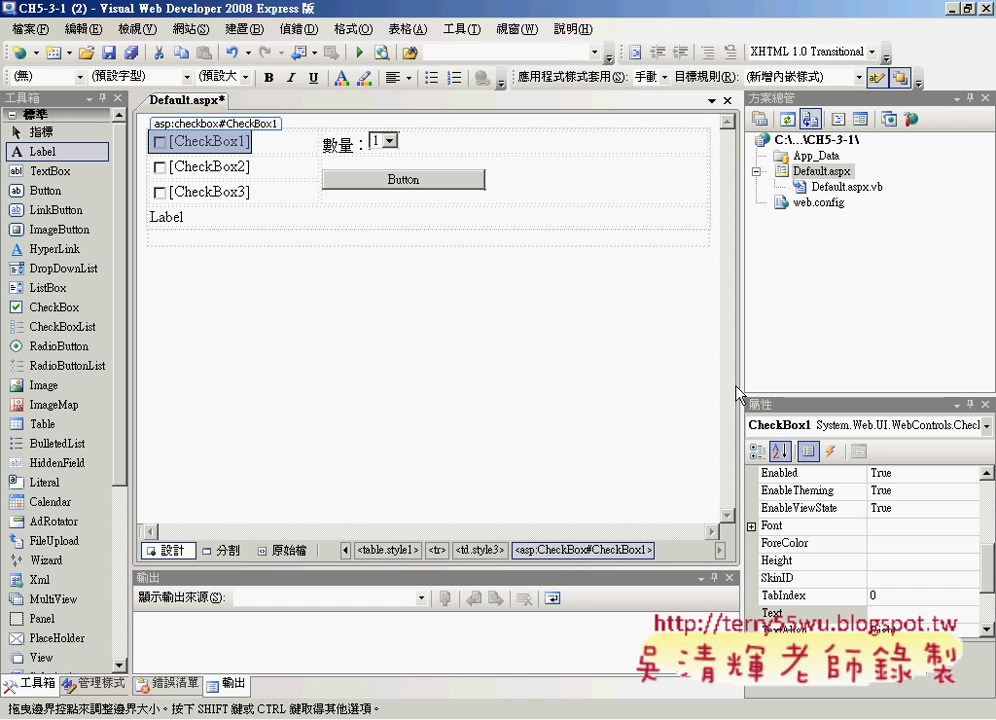 CH5-3-1 (2) - Visual Web Developer 2008 Express 版
檔案(F) 編輯(E) 檢視(V) 網站(S) 建置(B) 偵錯(D) 格式(O) 表格(A) 工具(T) 視窗(W) 說明(H)
XHTML 1.0 Transitional
(無) (預設字型) (預設大 B I U A 應用程式樣式套用(S): 手動 目標規則(R): (新增內嵌樣式)
工具箱
標準
指標
Label
TextBox
Button
LinkButton
ImageButton
HyperLink
DropDownList
ListBox
CheckBox
CheckBoxList
RadioButton
RadioButtonList
Image
ImageMap
Table
BulletedList
HiddenField
Literal
Calendar
AdRotator
FileUpload
Wizard
Xml
MultiView
Panel
PlaceHolder
View
工具箱 管理樣式
Default.aspx*
asp:checkbox#CheckBox1
[CheckBox1] 數量： 1
[CheckBox2]
Button
[CheckBox3]
Label
設計 分割 原始檔 <table.style1> <tr> <td.style3> <asp:CheckBox#CheckBox1>
輸出
顯示輸出來源(S):
錯誤清單 輸出
方案總管
C:\...\CH5-3-1\
App_Data
Default.aspx
Default.aspx.vb
web.config
屬性
CheckBox1 System.Web.UI.WebControls.Checl
Enabled True
EnableTheming True
EnableViewState True
Font
ForeColor
Height
SkinID
TabIndex 0
Text
http://terry55wu.blogspot.tw
吳清輝老師錄製
拖曳邊界控點來調整邊界大小。按下 SHIFT 鍵或 CTRL 鍵取得其他選項。